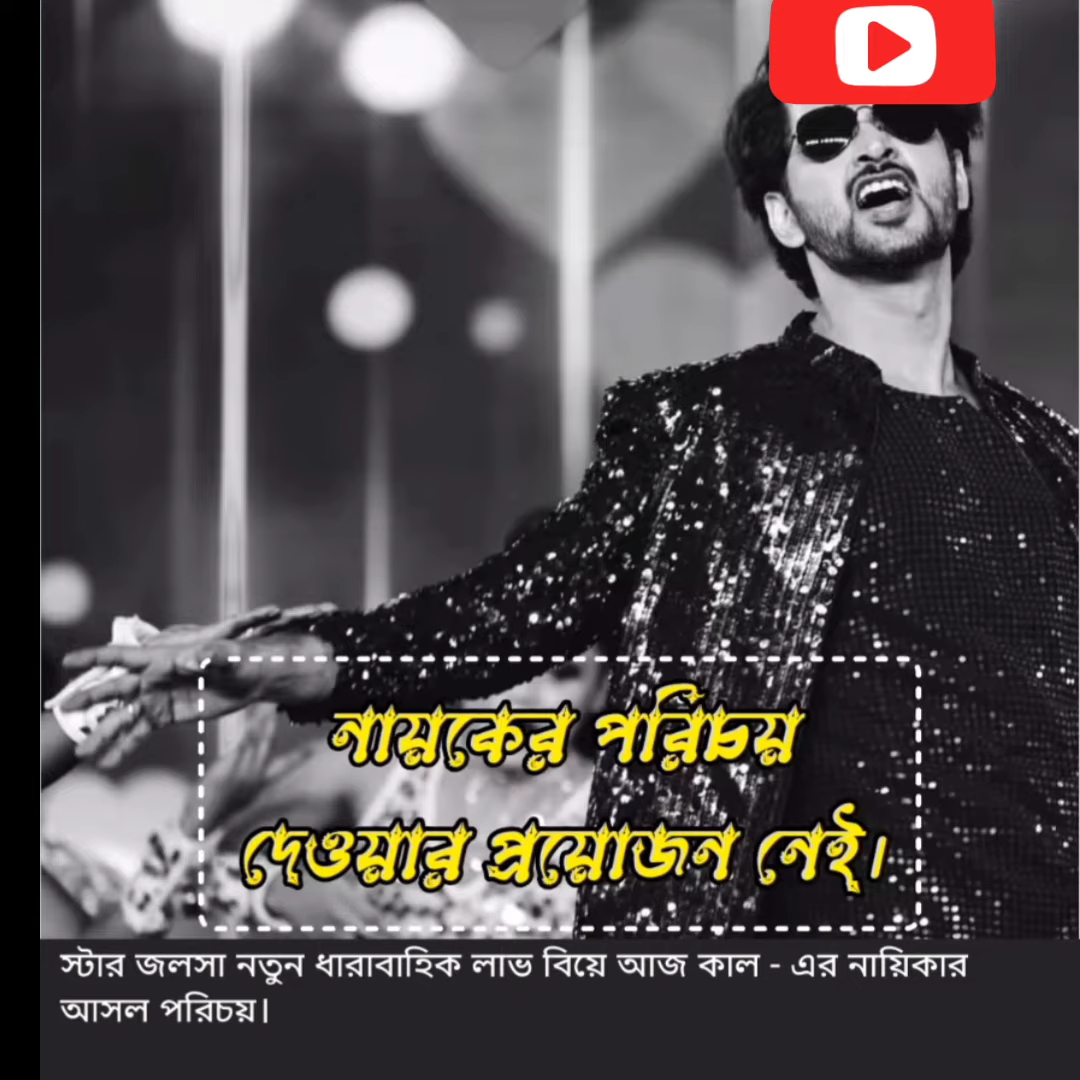 নায়কের পরিচয়
দেওয়ার প্রয়োজন নেই।
স্টার জলসা নতুন ধারাবাহিক লাভ বিয়ে আজ কাল - এর নায়িকার
আসল পরিচয়।